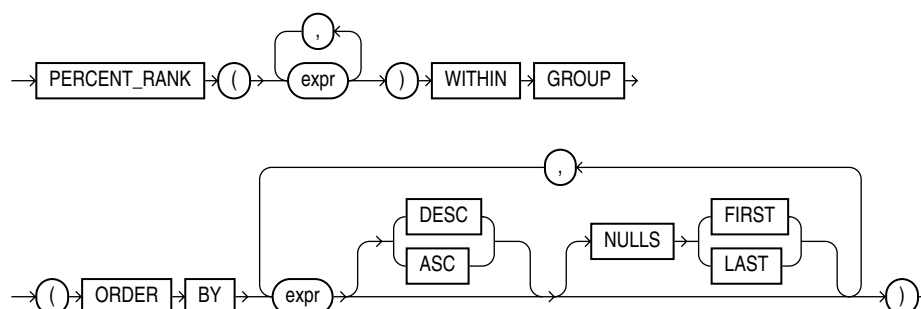 ,
PERCENT_RANK ( expr ) WITHIN GROUP
,
DESC FIRST
NULLS
ASC LAST
( ORDER BY expr )